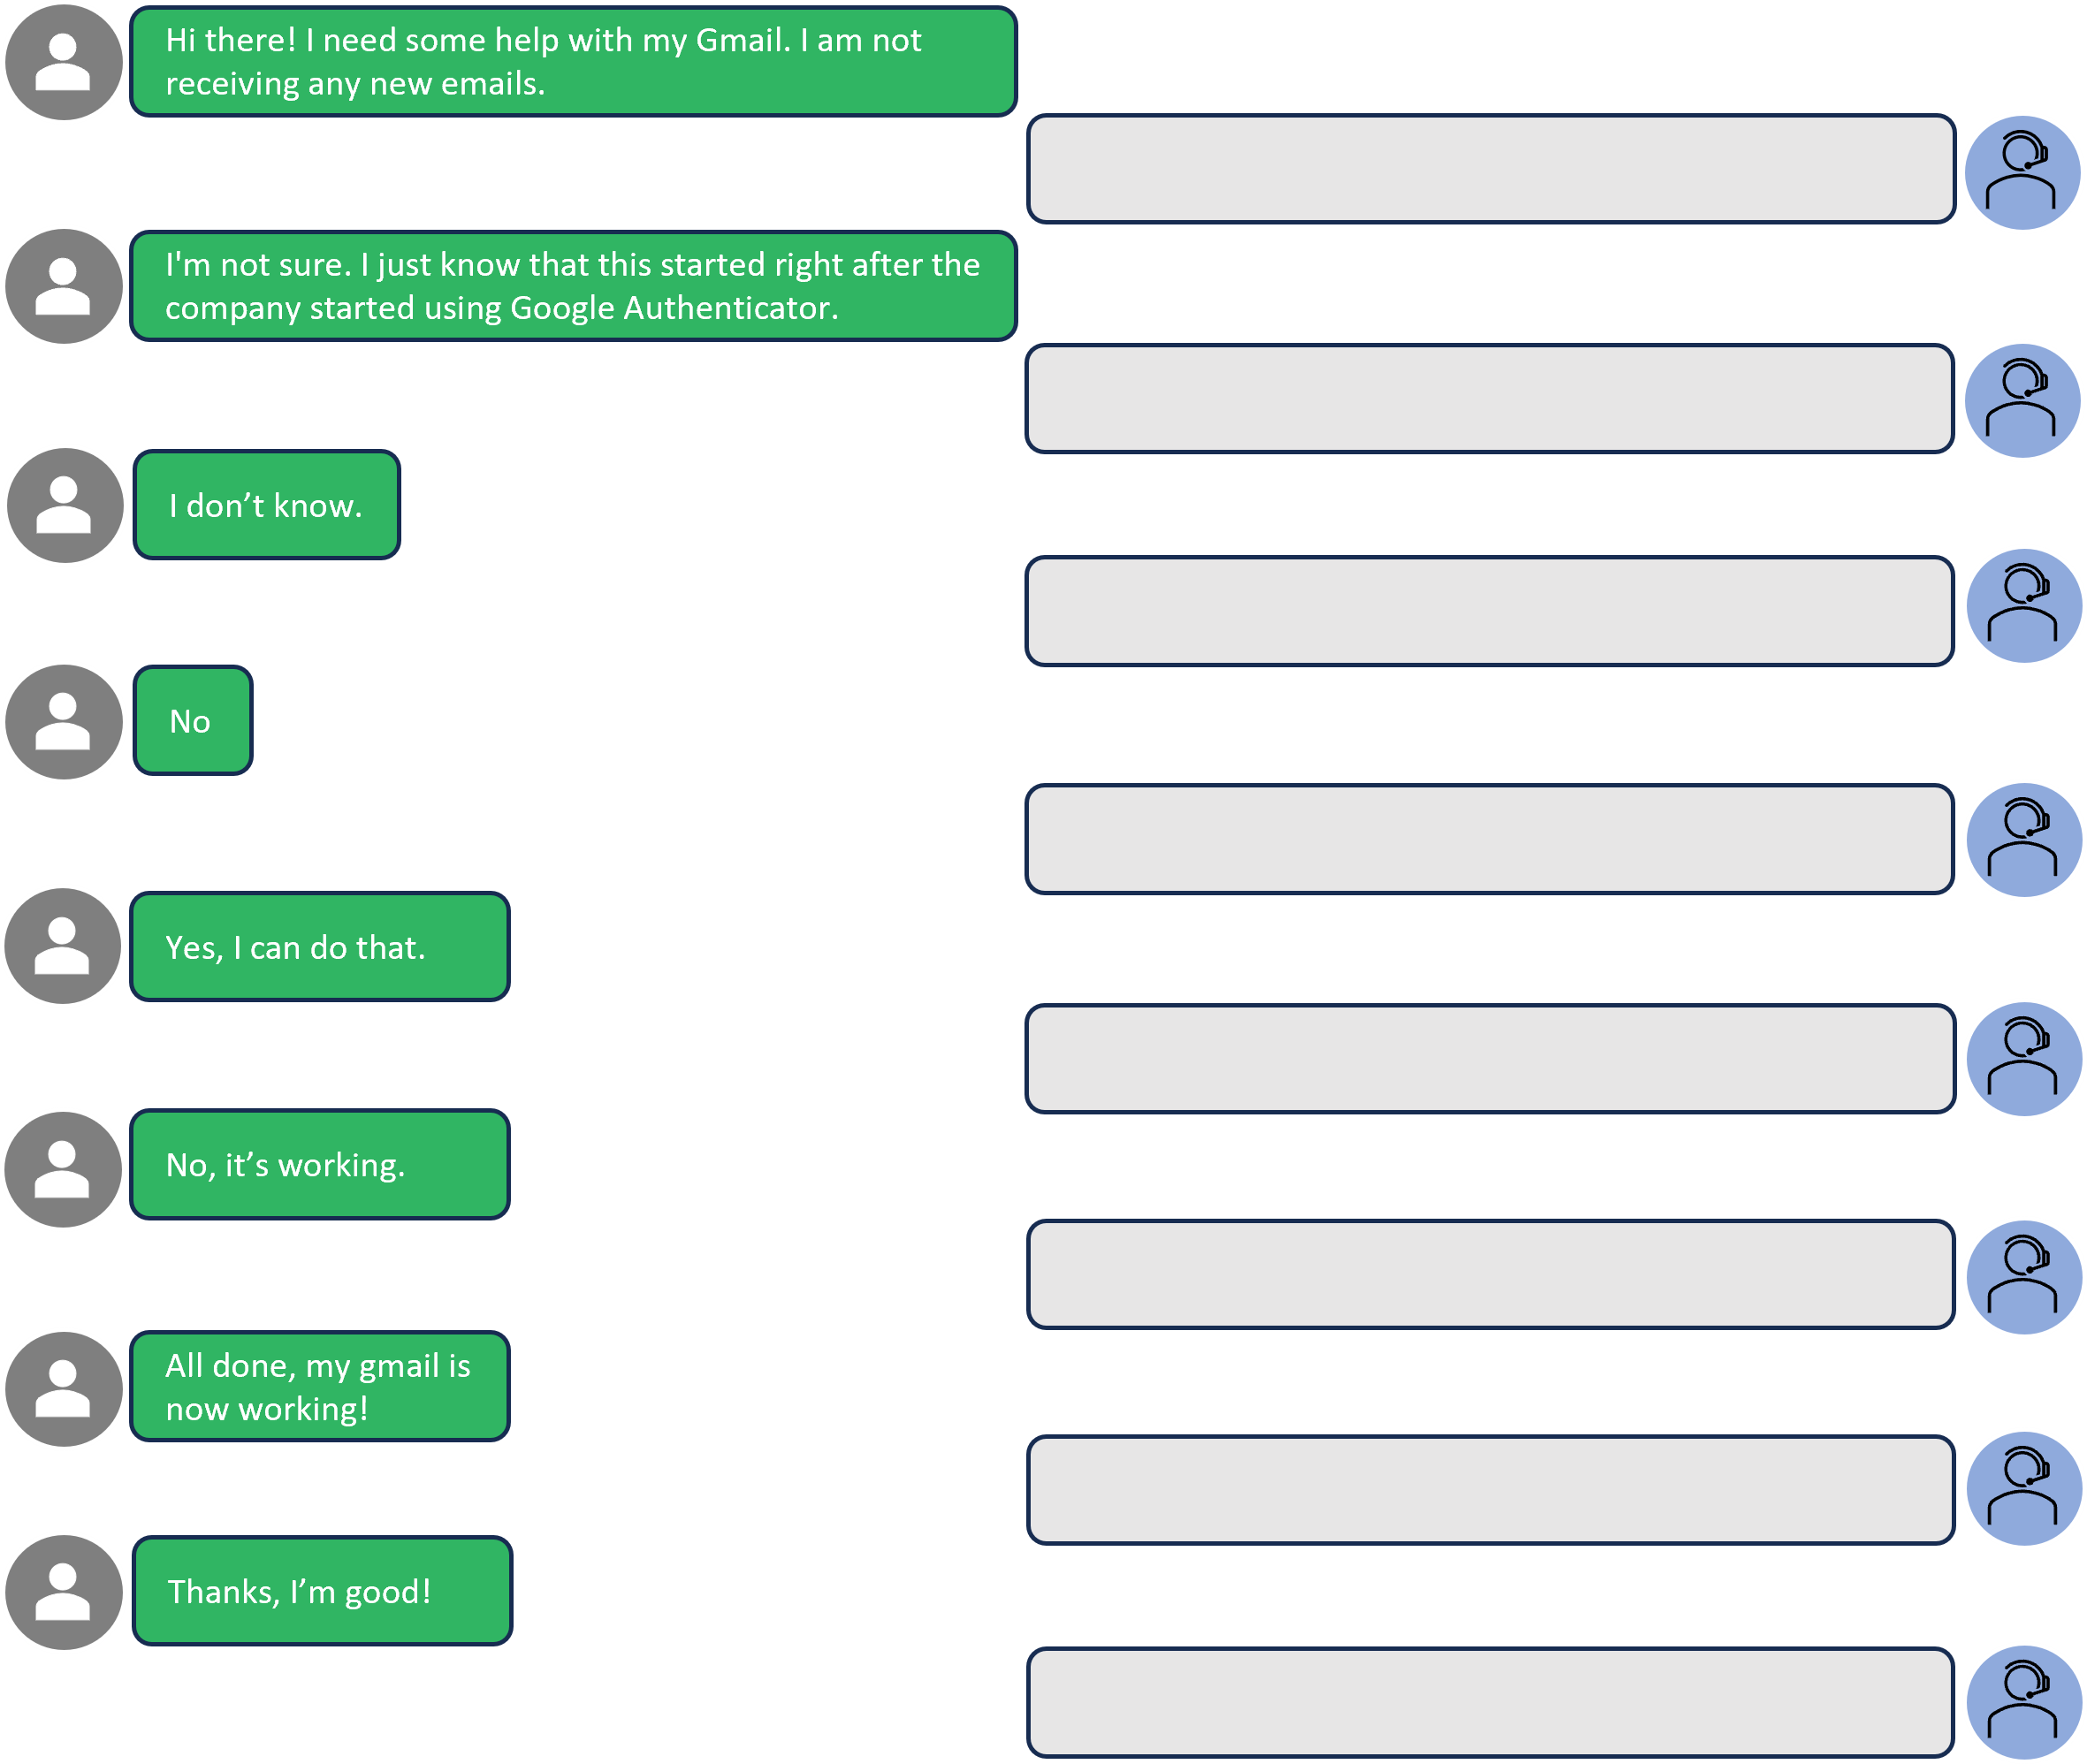 Hi there! I need some help with my Gmail. I am not
receiving any new emails.
I'm not sure. I just know that this started right after the
company started using Google Authenticator.
I don’t know.
No
Yes, I can do that.
No, it’s working.
All done, my gmail is
now working!
Thanks, I’m good!